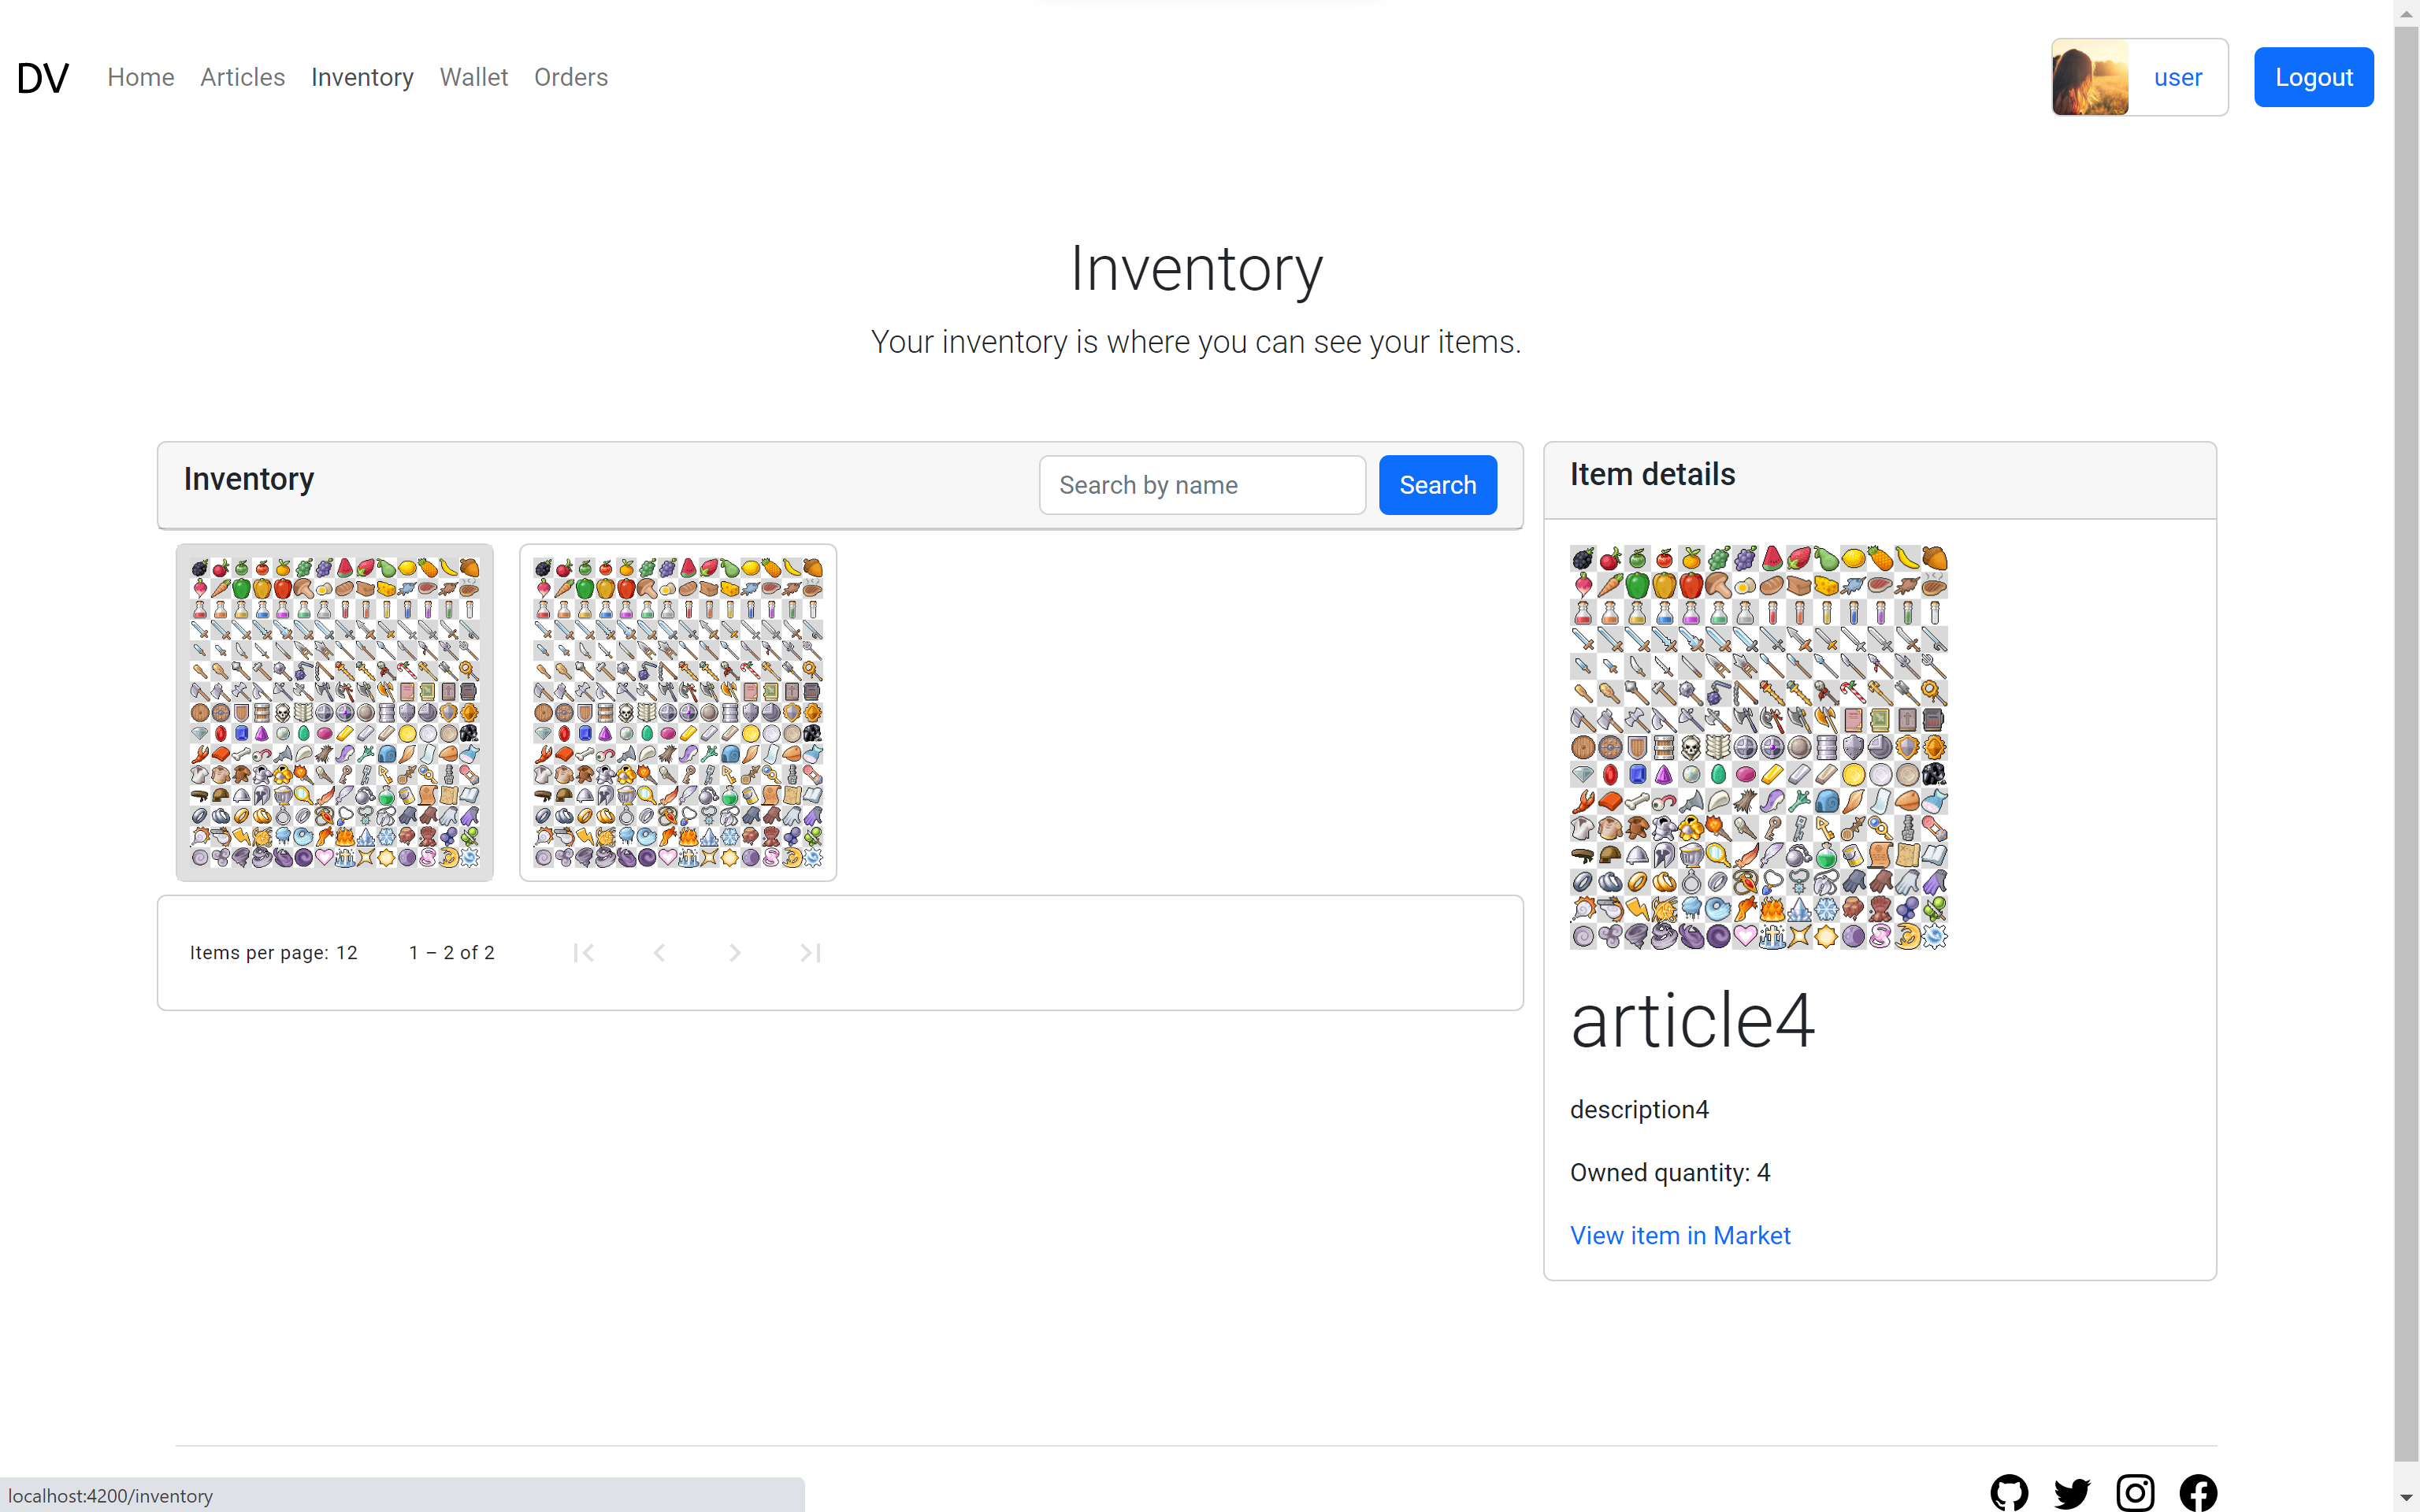 DV Home Articles Inventory Wallet Orders user Logout
Inventory
Your inventory is where you can see your items.
Inventory Search by name Search
Items per page: 12 1 – 2 of 2
Item details
article4
description4
Owned quantity: 4
View item in Market
localhost:4200/inventory